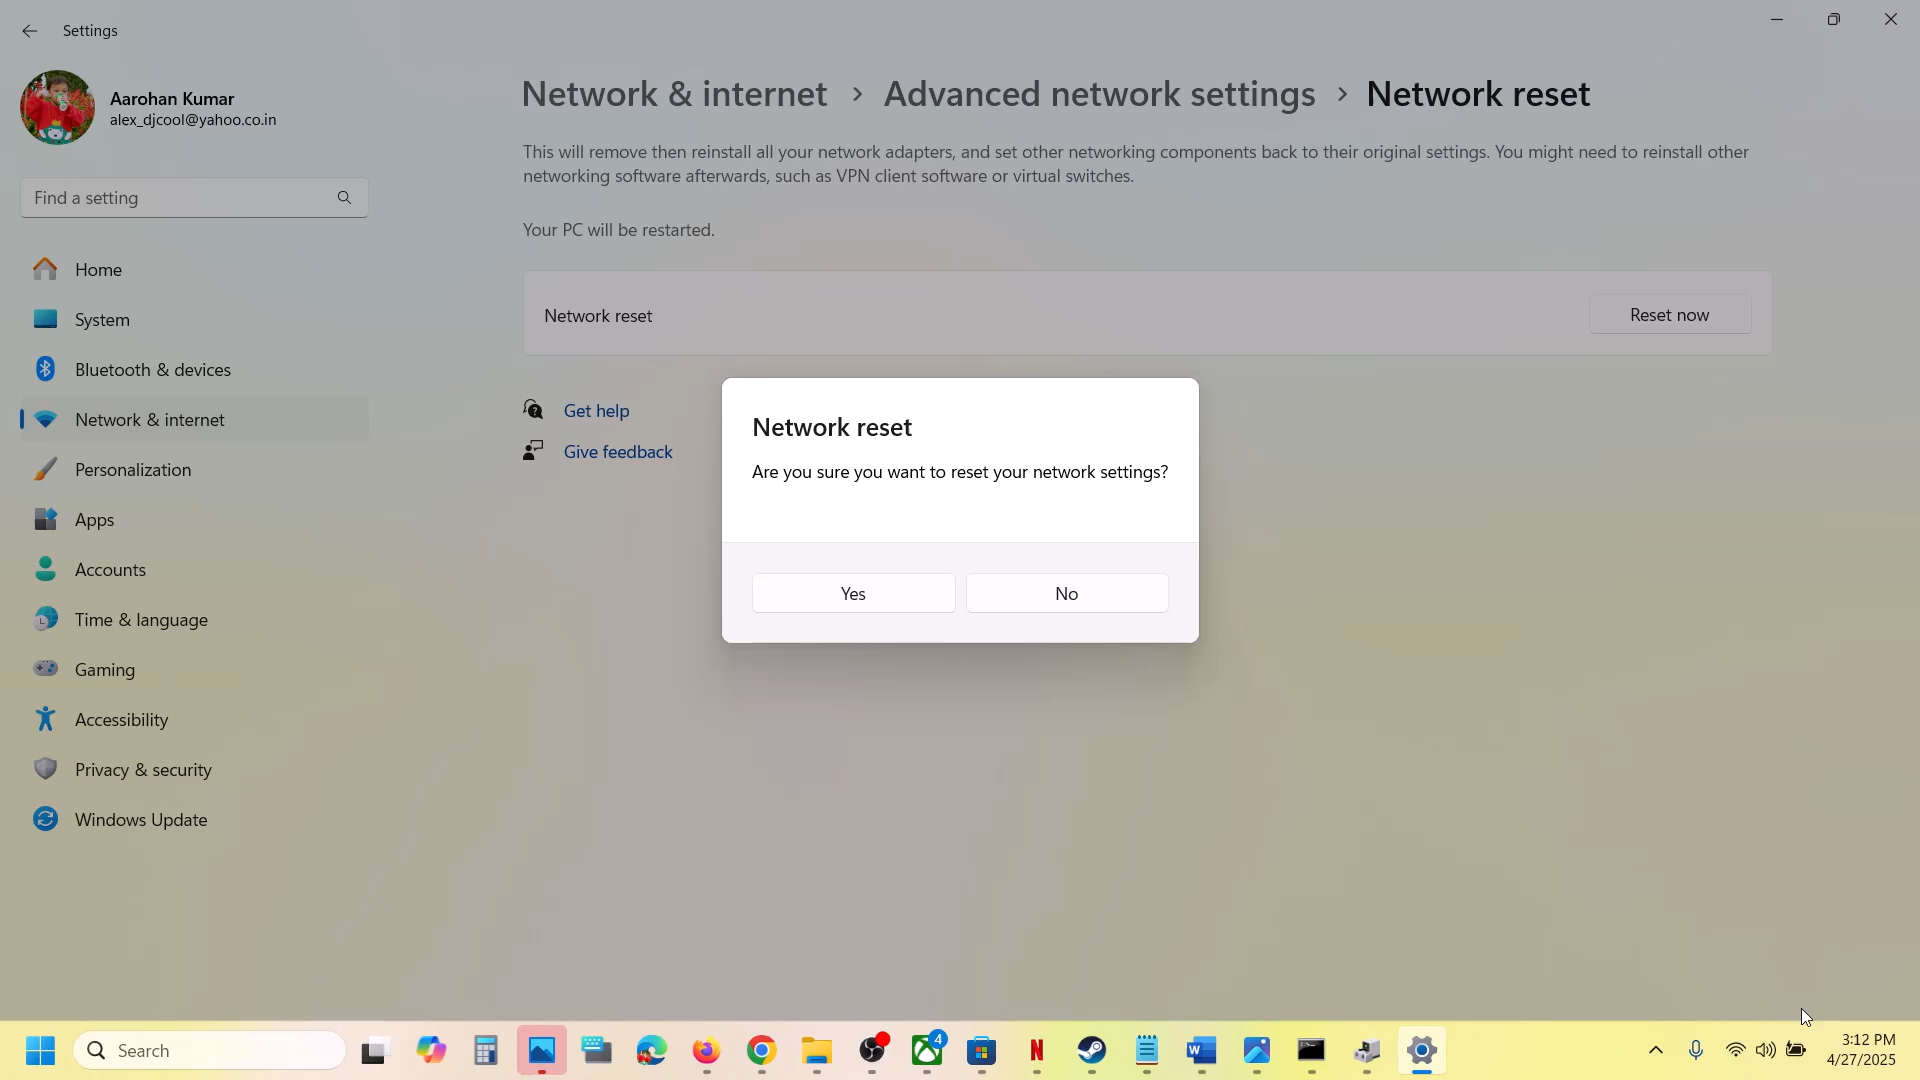 Settings
Aarohan Kumar
alex_djcool@yahoo.co.in
Find a setting
Home
System
Bluetooth & devices
Network & internet
Personalization
Apps
Accounts
Time & language
Gaming
Accessibility
Privacy & security
Windows Update
Network & internet > Advanced network settings > Network reset
This will remove then reinstall all your network adapters, and set other networking components back to their original settings. You might need to reinstall other
networking software afterwards, such as VPN client software or virtual switches.
Your PC will be restarted.
Network reset
Reset now
Get help
Give feedback
Network reset
Are you sure you want to reset your network settings?
Yes
No
Search
4
N
W
3:12 PM
4/27/2025